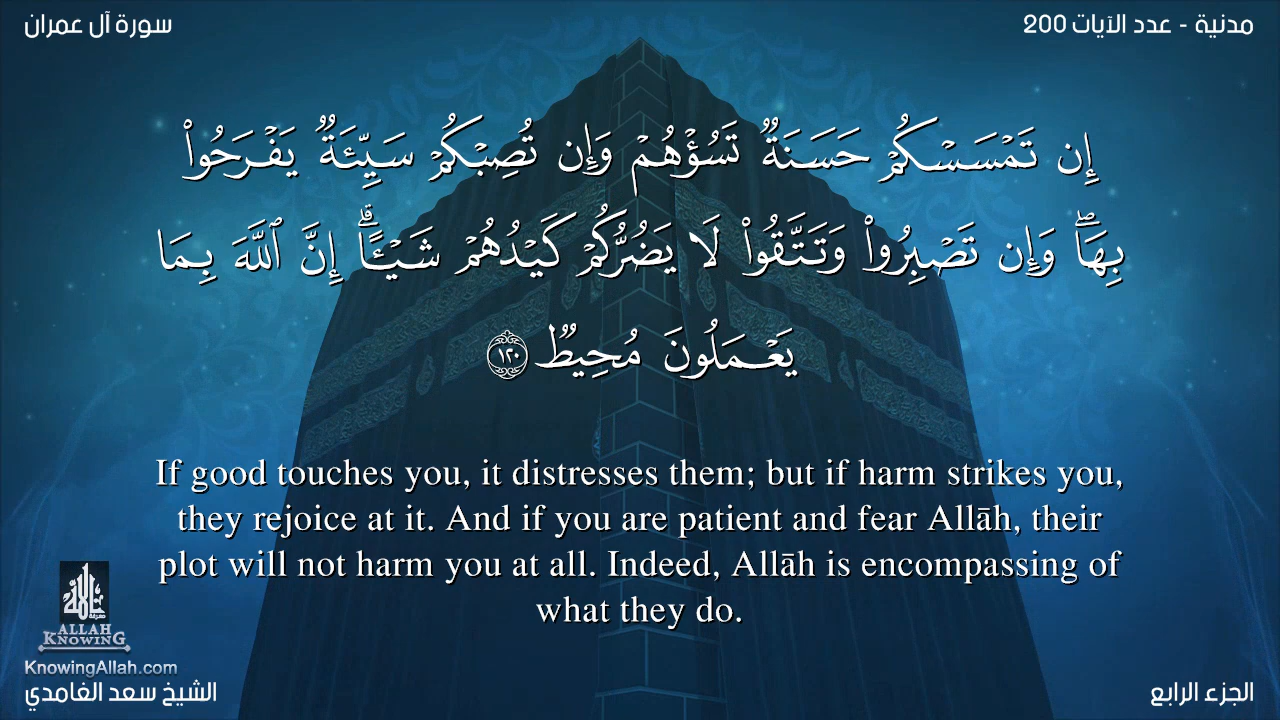 سورة آل عمران
مدنية - عدد الآيات 200
إِن تَمْسَسْكُمْ حَسَنَةٌ تَسُؤْهُمْ وَإِن تُصِبْكُمْ سَيِّئَةٌ يَفْرَحُوا۟
بِهَا ۖ وَإِن تَصْبِرُوا۟ وَتَتَّقُوا۟ لَا يَضُرُّكُمْ كَيْدُهُمْ شَيْـًٔا ۗ إِنَّ ٱللَّهَ بِمَا
يَعْمَلُونَ مُحِيطٌ ١٢٠
If good touches you, it distresses them; but if harm strikes you,
they rejoice at it. And if you are patient and fear Allāh, their
plot will not harm you at all. Indeed, Allāh is encompassing of
what they do.
معرفة الله
ALLAH
KNOWING
KnowingAllah.com
الشيخ سعد الغامدي
الجزء الرابع